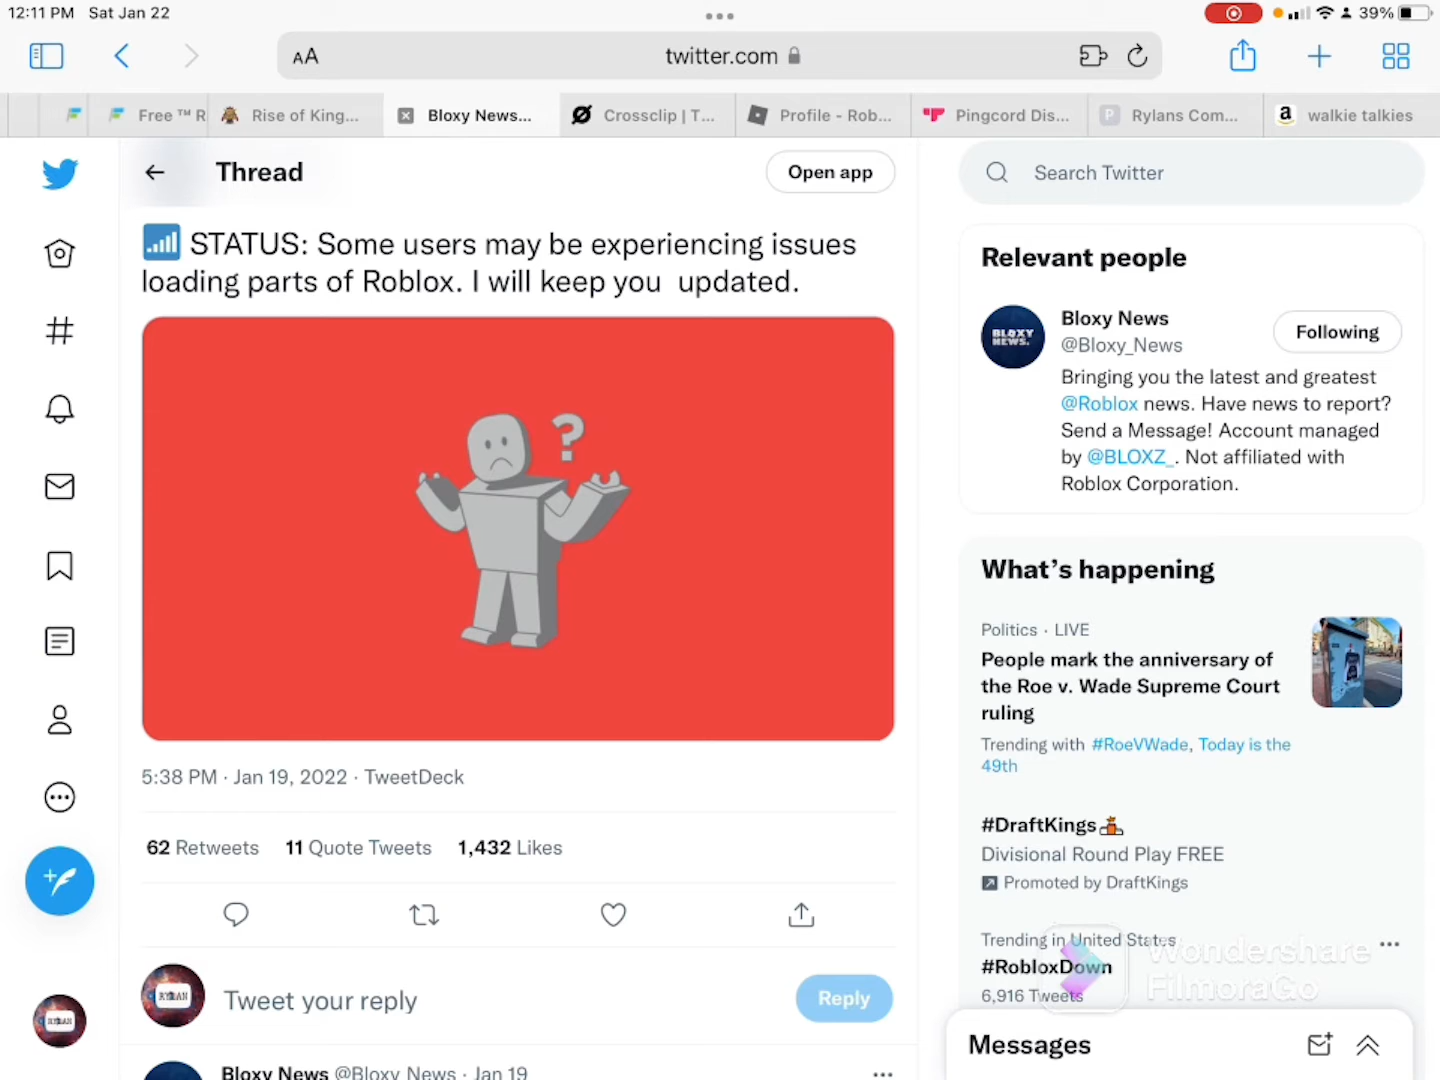 12:11 PM Sat Jan 22
39%
AA
twitter.com
Free ™ R
Rise of King...
Bloxy News...
Crossclip | T...
Profile - Rob...
Pingcord Dis...
P
Rylans Com...
a
walkie talkies
Thread
Open app
Search Twitter
STATUS: Some users may be experiencing issues
loading parts of Roblox. I will keep you updated.
?
5:38 PM · Jan 19, 2022 · TweetDeck
62 Retweets 11 Quote Tweets 1,432 Likes
RYLAN
Tweet your reply
Reply
RYLAN
Bloxy News @Bloxy_News · Jan 19
Relevant people
BLOXY
NEWS.
Bloxy News
@Bloxy_News
Following
Bringing you the latest and greatest
@Roblox news. Have news to report?
Send a Message! Account managed
by @BLOXZ_. Not affiliated with
Roblox Corporation.
What's happening
Politics · LIVE
People mark the anniversary of
the Roe v. Wade Supreme Court
ruling
Trending with #RoeVWade, Today is the
49th
#DraftKings
Divisional Round Play FREE
Promoted by DraftKings
Trending in United States
#RobloxDown
6,916 Tweets
Wondershare
FilmoraGo
Messages